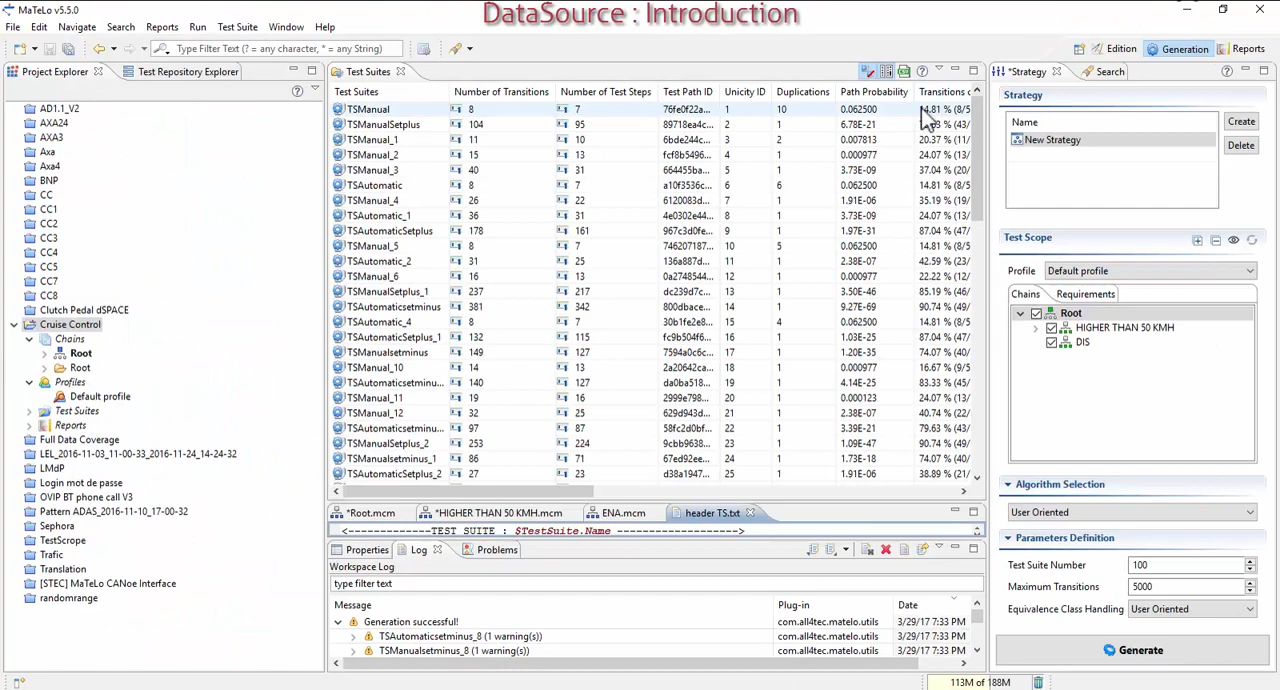 MaTeLo v5.5.0
DataSource : Introduction
File Edit Navigate Search Reports Run Test Suite Window Help
Type Filter Text (? = any character, * = any String)
Edition Generation Reports
Project Explorer Test Repository Explorer
AD1.1_V2
AXA24
AXA3
Axa
Axa4
BNP
CC
CC1
CC2
CC3
CC4
CC5
CC7
CC8
Clutch Pedal dSPACE
Cruise Control
Chains
Root
Root
Profiles
Default profile
Test Suites
Reports
Full Data Coverage
LEL_2016-11-03_11-00-33_2016-11-24_14-24-32
LMdP
Login mot de passe
OVIP BT phone call V3
Pattern ADAS_2016-11-10_17-00-32
Sephora
TestScope
Trafic
Translation
[STEC] MaTeLo CANoe Interface
randomrange
Test Suites
Test Suites Number of Transitions Number of Test Steps Test Path ID Unicity ID Duplications Path Probability Transitions c
TSManual 8 7 76fe0f22a... 1 10 0.062500 14.81 % (8/5
TSManualSetplus 104 95 89718ea4c... 2 1 6.78E-21 % (43/
TSManual_1 11 10 6bde244c... 3 2 0.007813 20.37 % (11/
TSManual_2 15 13 fcf8b5496... 4 1 0.000977 24.07 % (13/
TSManual_3 40 31 664455ba... 5 1 3.73E-09 37.04 % (20/
TSAutomatic 8 7 a10f3536c... 6 6 0.062500 14.81 % (8/5
TSManual_4 26 22 6120083d... 7 1 1.91E-06 35.19 % (19/
TSAutomatic_1 36 31 4e0302e44... 8 1 3.73E-09 24.07 % (13/
TSAutomaticSetplus 178 161 967c3d0fe... 9 1 1.97E-31 87.04 % (47/
TSManual_5 8 7 746207187... 10 5 0.062500 14.81 % (8/5
TSAutomatic_2 31 25 136a887d... 11 1 2.38E-07 42.59 % (23/
TSManual_6 16 13 0a2748544... 12 1 0.000977 22.22 % (12/
TSManualSetplus_1 237 217 dc239d7c... 13 1 3.50E-46 85.19 % (46/
TSAutomaticsetminus 381 342 800dbace... 14 1 9.27E-69 90.74 % (49/
TSAutomatic_4 8 7 30b1fe2e8... 15 4 0.062500 14.81 % (8/5
TSAutomaticSetplus_1 132 115 fc9b504f6... 16 1 1.03E-25 87.04 % (47/
TSManualsetminus 149 127 7594a0c6c... 17 1 1.20E-35 74.07 % (40/
TSManual_10 14 13 2a20642ca... 18 1 0.000977 16.67 % (9/5
TSAutomaticsetminu... 140 127 da0ba518... 19 1 4.14E-25 83.33 % (45/
TSManual_11 19 16 2999e798... 20 1 0.000123 24.07 % (13/
TSManual_12 32 25 629d943d... 21 1 2.38E-07 40.74 % (22/
TSAutomaticsetminu... 97 87 58fc2d0bf... 22 1 3.39E-21 79.63 % (43/
TSManualSetplus_2 253 224 9cbb9638... 23 1 1.09E-47 90.74 % (49/
TSManualsetminus_1 86 71 67ed92ee... 24 1 1.73E-18 74.07 % (40/
TSAutomaticSetplus_2 27 23 d38a1947... 25 1 1.91E-06 38.89 % (21/
*Root.mcm *HIGHER THAN 50 KMH.mcm ENA.mcm header TS.txt
<-------------TEST SUITE : $TestSuite.Name ------------------->
Properties Log Problems
Workspace Log
type filter text
Message Plug-in Date
Generation successful! com.all4tec.matelo.utils 3/29/17 7:33 PM
TSAutomaticsetminus_8 (1 warning(s)) com.all4tec.matelo.utils 3/29/17 7:33 PM
TSManualsetminus_8 (1 warning(s)) com.all4tec.matelo.utils 3/29/17 7:33 PM
*Strategy Search
Strategy
Name
New Strategy
Create
Delete
Test Scope
Profile Default profile
Chains Requirements
Root
HIGHER THAN 50 KMH
DIS
Algorithm Selection
User Oriented
Parameters Definition
Test Suite Number 100
Maximum Transitions 5000
Equivalence Class Handling User Oriented
Generate
113M of 188M